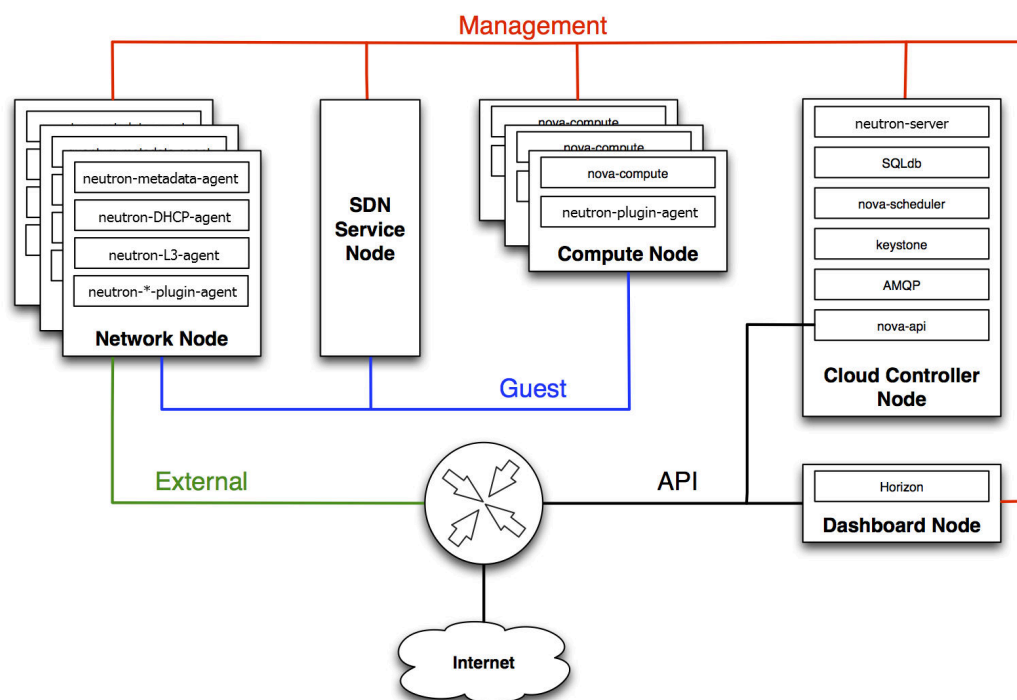 Management
nova-compute
nova-compute
neutron-metadata-agent
neutron-DHCP-agent
neutron-L3-agent
neutron-*-plugin-agent
Network Node
SDN
Service
Node
nova-compute
neutron-plugin-agent
Compute Node
neutron-server
SQLdb
nova-scheduler
keystone
AMQP
nova-api
Cloud Controller
Node
Guest
External
API
Horizon
Dashboard Node
Internet